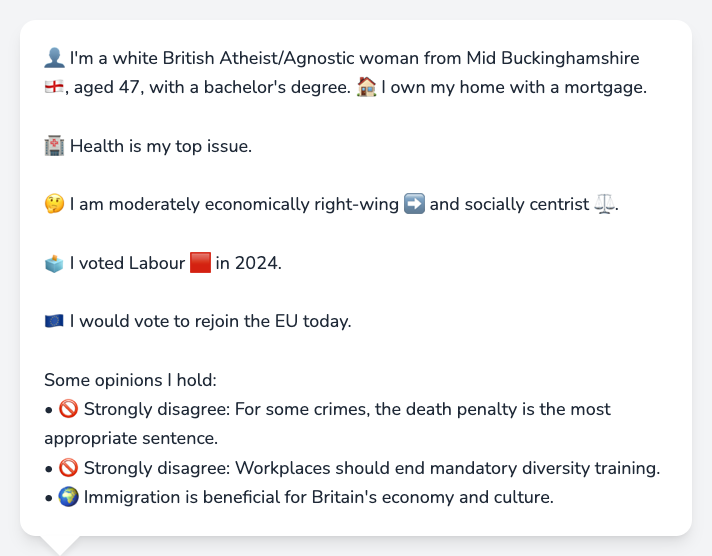 👤 I'm a white British Atheist/Agnostic woman from Mid Buckinghamshire
🏴󠁧󠁢󠁥󠁮󠁧󠁿, aged 47, with a bachelor's degree. 🏠 I own my home with a mortgage.
🏥 Health is my top issue.
🤔 I am moderately economically right-wing ➡️ and socially centrist ⚖️.
🗳️ I voted Labour 🟥 in 2024.
🇪🇺 I would vote to rejoin the EU today.
Some opinions I hold:
• 🚫 Strongly disagree: For some crimes, the death penalty is the most
appropriate sentence.
• 🚫 Strongly disagree: Workplaces should end mandatory diversity training.
• 🌍 Immigration is beneficial for Britain's economy and culture.